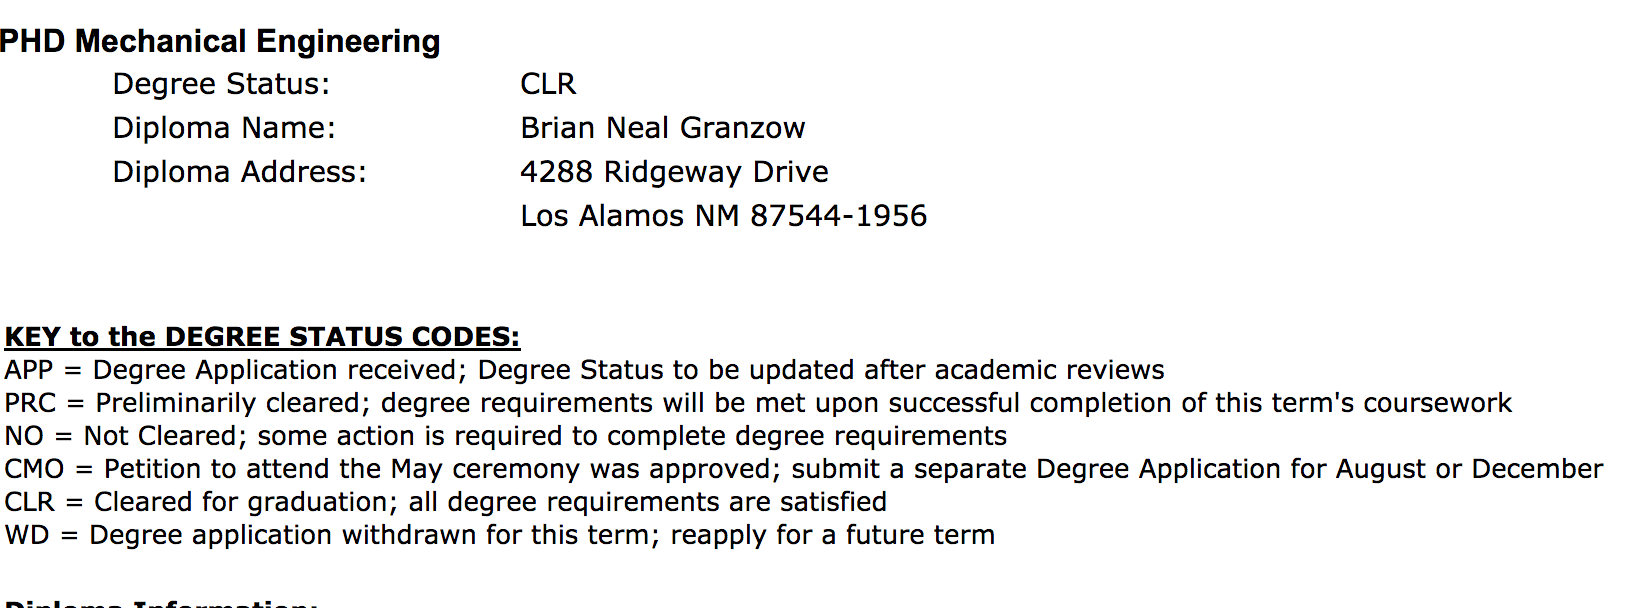 PHD Mechanical Engineering
Degree Status: CLR
Diploma Name: Brian Neal Granzow
Diploma Address: 4288 Ridgeway Drive
Los Alamos NM 87544-1956
KEY to the DEGREE STATUS CODES:
APP = Degree Application received; Degree Status to be updated after academic reviews
PRC = Preliminarily cleared; degree requirements will be met upon successful completion of this term's coursework
NO = Not Cleared; some action is required to complete degree requirements
CMO = Petition to attend the May ceremony was approved; submit a separate Degree Application for August or December
CLR = Cleared for graduation; all degree requirements are satisfied
WD = Degree application withdrawn for this term; reapply for a future term
Diploma Information: